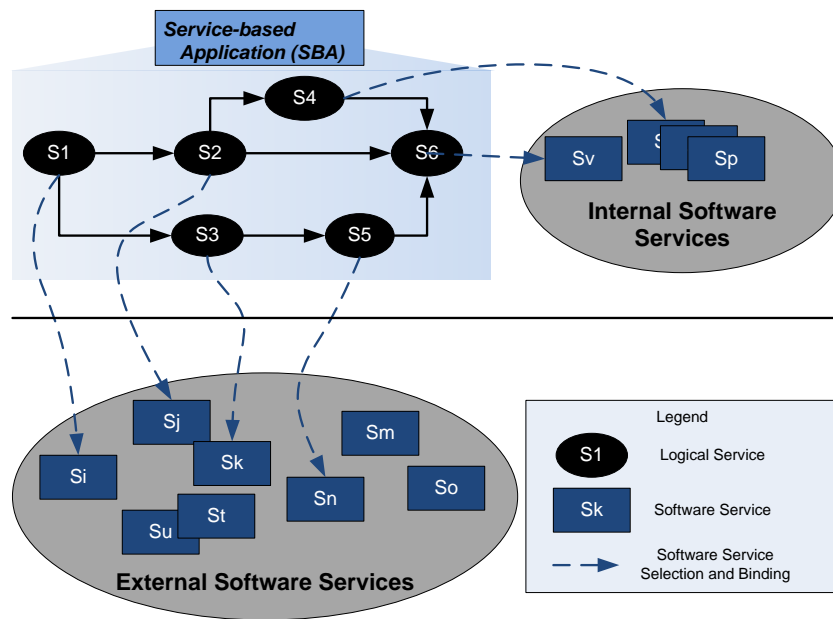 Service-based
Application (SBA)
S4
S1
S2
S6
S3
S5
Sv
S
Sp
Internal Software
Services
Sj
Sk
Si
Sm
Sn
So
St
Su
External Software Services
Legend
S1
Logical Service
Sk
Software Service
Software Service
Selection and Binding